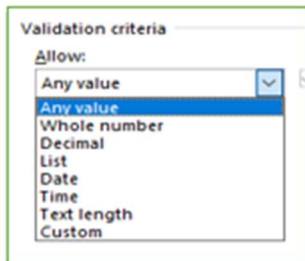 Validation criteria
Allow:
Any value
Any value
Whole number
Decimal
List
Date
Time
Text length
Custom